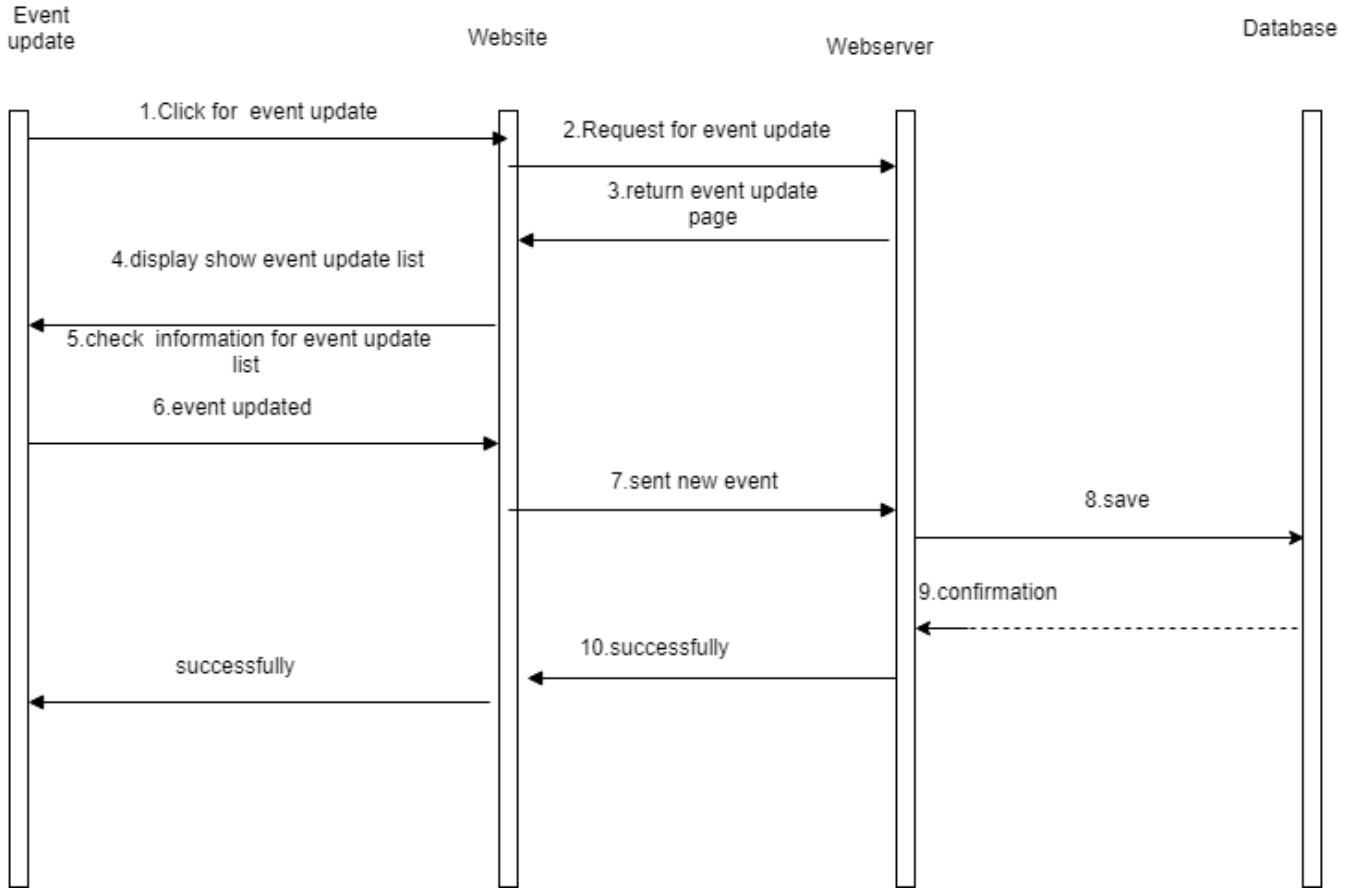 Event
update
Website
Webserver
Database
1.Click for  event update
2.Request for event update
3.return event update
page
4.display show event update list
5.check  information for event update
list
6.event updated
7.sent new event
8.save
9.confirmation
10.successfully
successfully